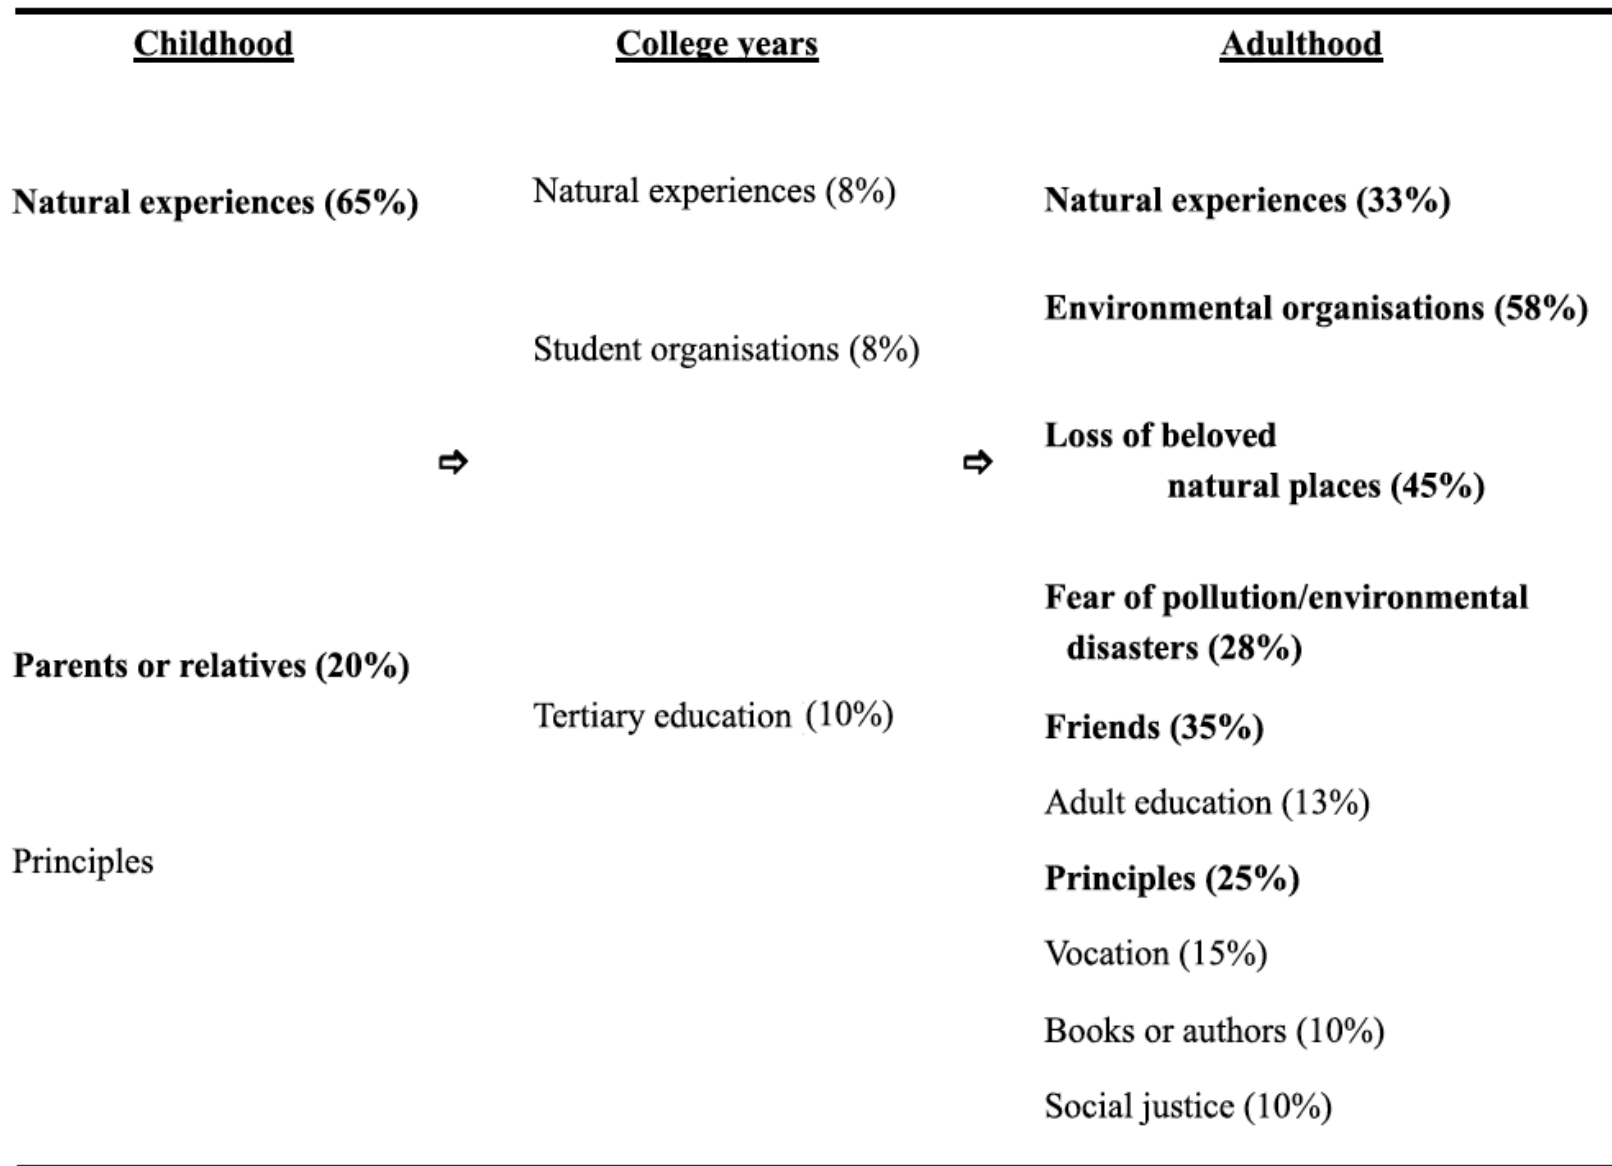 Childhood
College years
Adulthood
Natural experiences (65%)
Natural experiences (8%)
Natural experiences (33%)
Environmental organisations (58%)
Student organisations (8%)
Loss of beloved
⇨
⇨
natural places (45%)
Fear of pollution/environmental
disasters (28%)
Parents or relatives (20%)
Tertiary education (10%)
Friends (35%)
Adult education (13%)
Principles
Principles (25%)
Vocation (15%)
Books or authors (10%)
Social justice (10%)